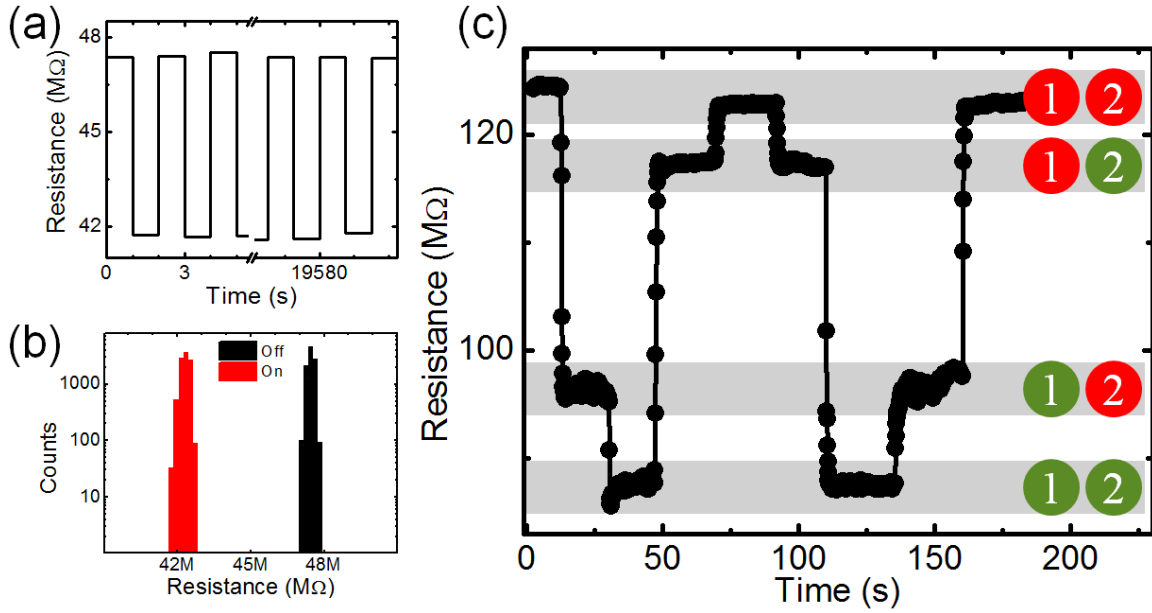 (a)
48
45
42
Resistance (MΩ)
0
3
19580
Time (s)
(b)
Off
On
1000
100
10
Counts
42M
45M
48M
Resistance (MΩ)
(c)
120
100
Resistance (MΩ)
1 2
1 2
1 2
1 2
0
50
100
150
200
Time (s)